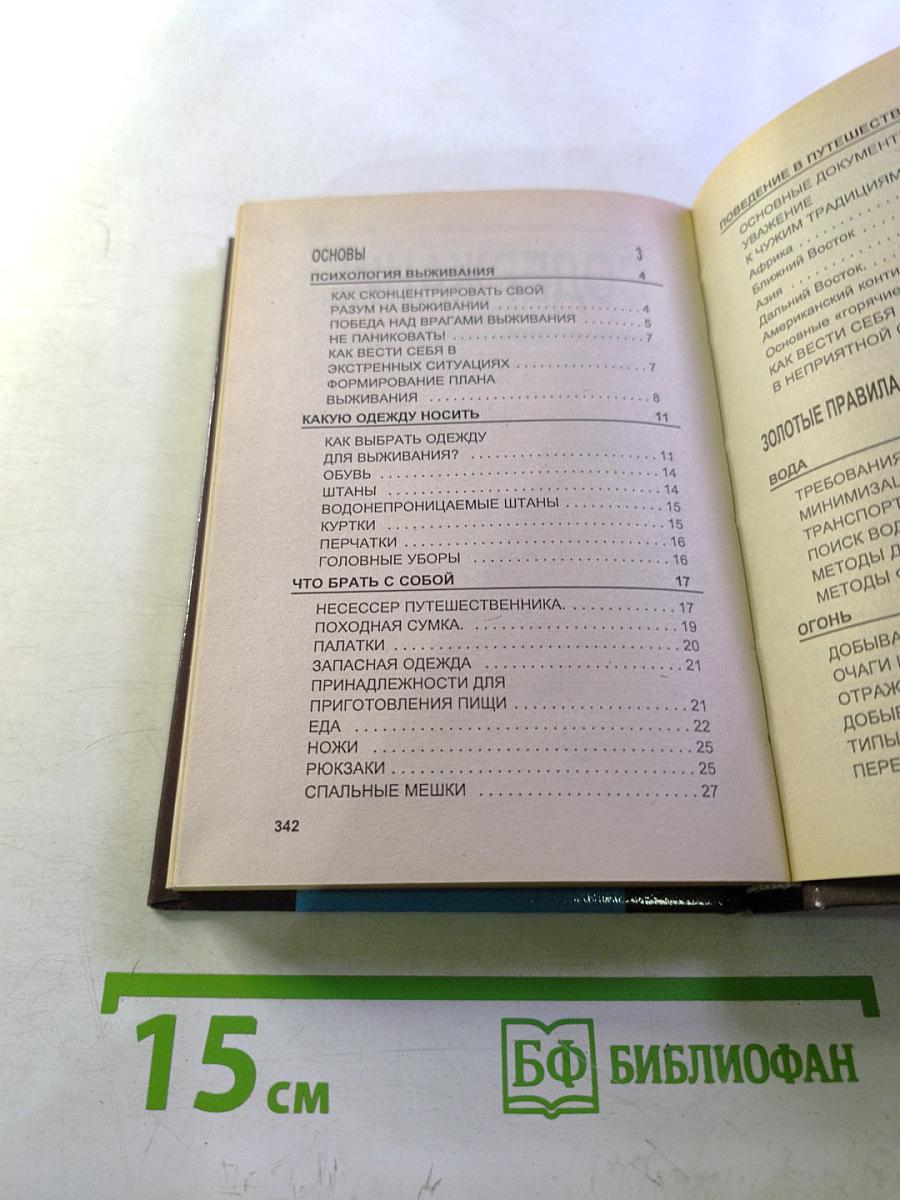 ОСНОВЫ 3
ПСИХОЛОГИЯ ВЫЖИВАНИЯ 4
КАК СКОНЦЕНТРИРОВАТЬ СВОЙ
РАЗУМ НА ВЫЖИВАНИИ ..................4
ПОБЕДА НАД ВРАГАМИ ВЫЖИВАНИЯ ........5
НЕ ПАНИКОВАТЬ! ........................7
КАК ВЕСТИ СЕБЯ В
ЭКСТРЕННЫХ СИТУАЦИЯХ ................7
ФОРМИРОВАНИЕ ПЛАНА
ВЫЖИВАНИЯ ...........................8
КАКУЮ ОДЕЖДУ НОСИТЬ 11
КАК ВЫБРАТЬ ОДЕЖДУ
ДЛЯ ВЫЖИВАНИЯ? .....................11
ОБУВЬ ...............................14
ШТАНЫ ..............................14
ВОДОНЕПРОНИЦАЕМЫЕ ШТАНЫ ...........15
КУРТКИ ..............................15
ПЕРЧАТКИ ............................16
ГОЛОВНЫЕ УБОРЫ .....................16
ЧТО БРАТЬ С СОБОЙ 17
НЕСЕССЕР ПУТЕШЕСТВЕННИКА. ...........17
ПОХОДНАЯ СУМКА. .....................19
ПАЛАТКИ .............................20
ЗАПАСНАЯ ОДЕЖДА ....................21
ПРИНАДЛЕЖНОСТИ ДЛЯ
ПРИГОТОВЛЕНИЯ ПИЩИ .................21
ЕДА .................................22
НОЖИ ...............................25
РЮКЗАКИ .............................25
СПАЛЬНЫЕ МЕШКИ .....................27
342
ПОВЕДЕНИЕ В ПУТЕШЕСТВ
ОСНОВНЫЕ ДОКУМЕНТ
УВАЖЕНИЕ
К ЧУЖИМ ТРАДИЦИЯМ
Африка ........
Ближний Восток
Азия ........
Дальний Восток.
Американский конти
Основные «горячие
КАК ВЕСТИ СЕБЯ
В НЕПРИЯТНОЙ С
ЗОЛОТЫЕ ПРАВИЛА
ВОДА
ТРЕБОВАНИЯ
МИНИМИЗАЦ
ТРАНСПОРТ
ПОИСК ВОД
МЕТОДЫ Д
МЕТОДЫ
ОГОНЬ
ДОБЫВА
ОЧАГИ
ОТРАЖ
ДОБЫВ
ТИПЫ
ПЕРЕ
15 см
БФ БИБЛИОФАН